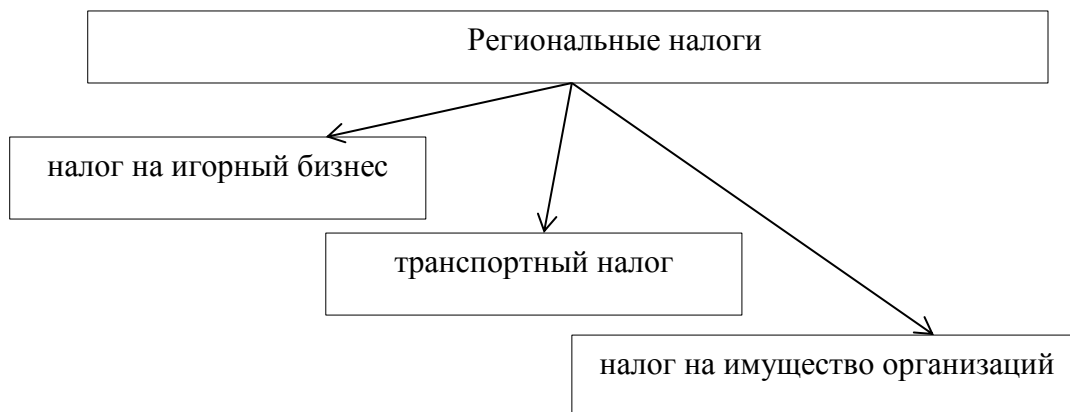 Региональные налоги
налог на игорный бизнес
транспортный налог
налог на имущество организаций